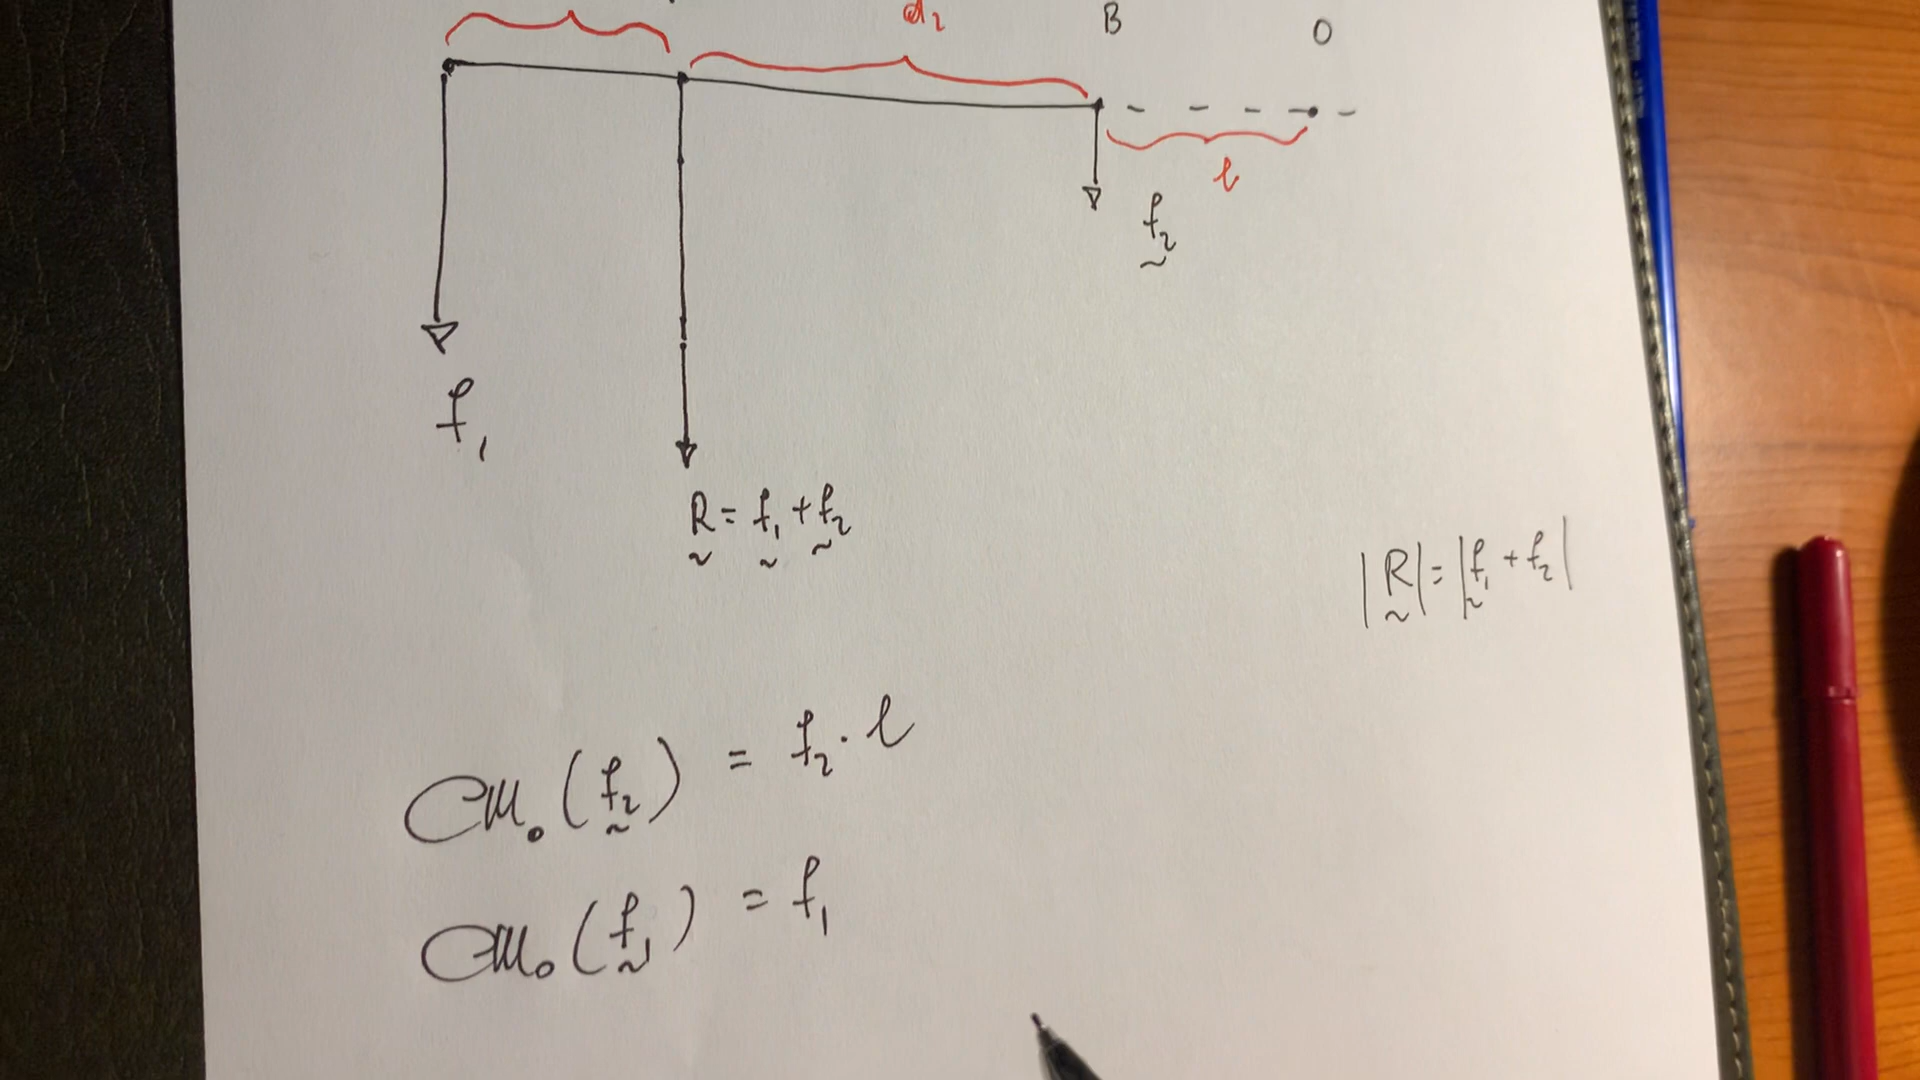 d₂ B O
l
f₂
f₁
R = f₁ + f₂
|R| = |f₁ + f₂|
M₀(f₂) = f₂ · l
M₀(f₁) = f₁